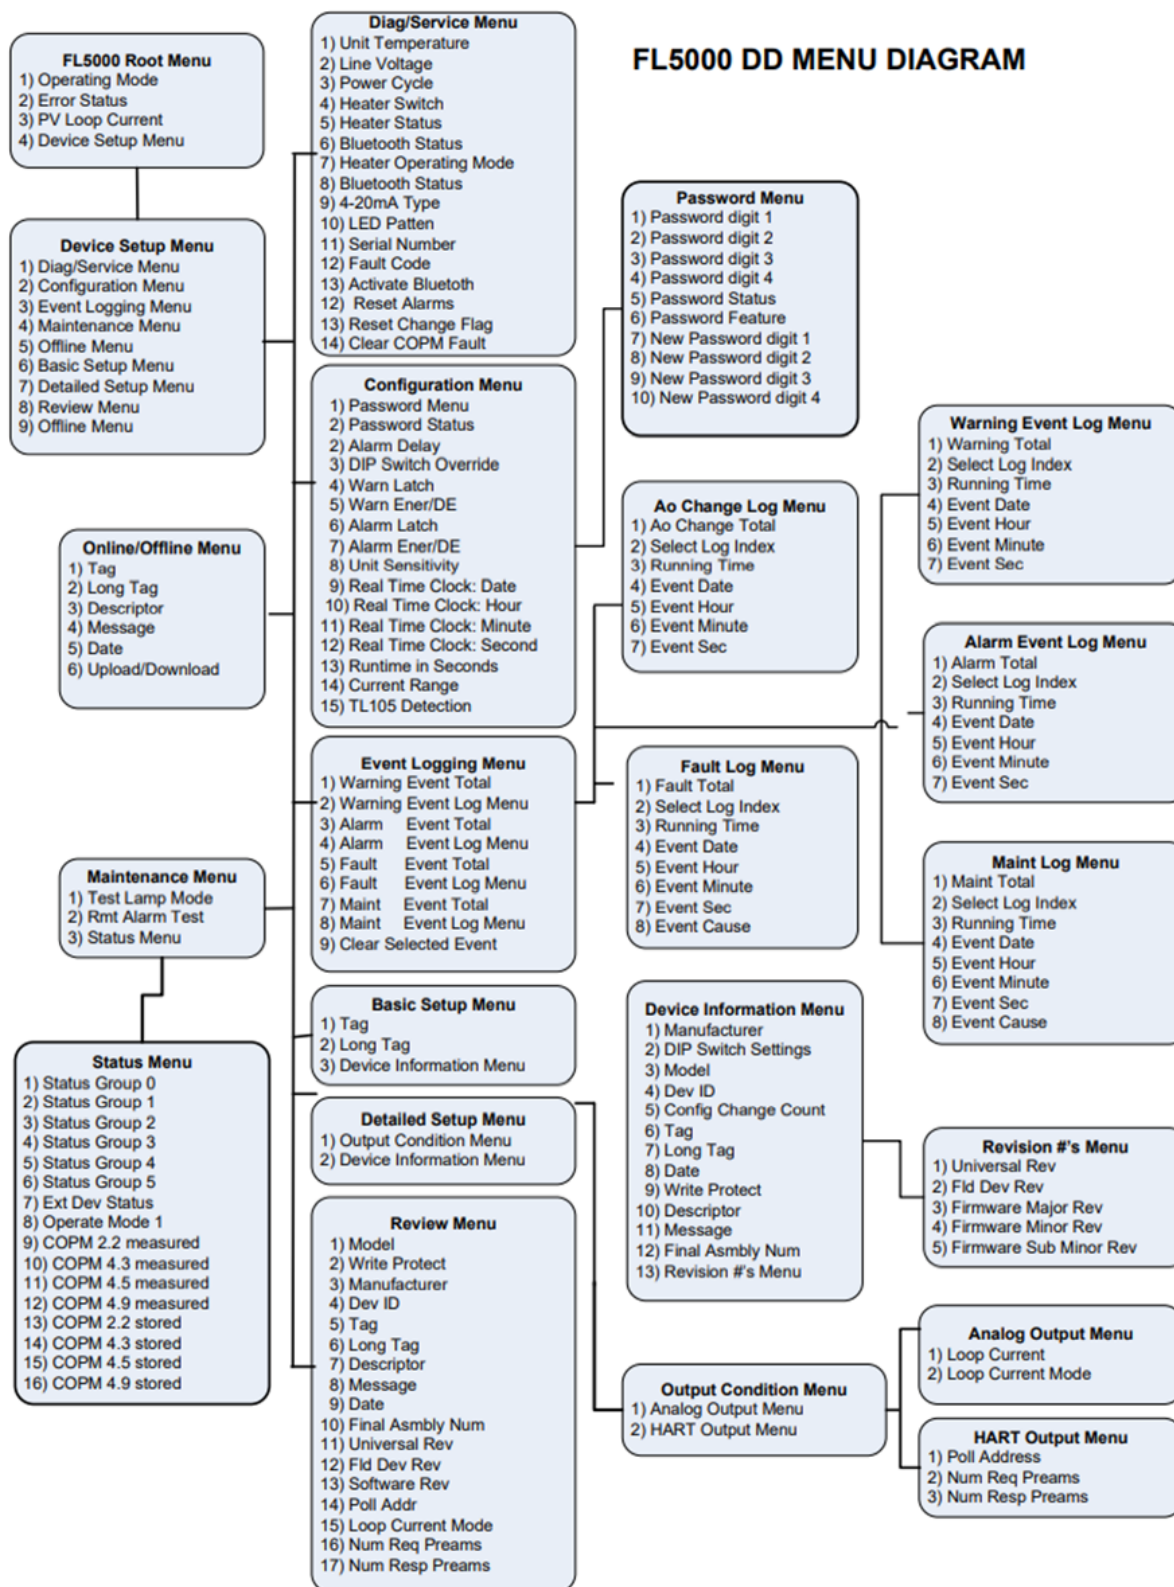 FL5000 DD MENU DIAGRAM
FL5000 Root Menu
1) Operating Mode
2) Error Status
3) PV Loop Current
4) Device Setup Menu
Device Setup Menu
1) Diag/Service Menu
2) Configuration Menu
3) Event Logging Menu
4) Maintenance Menu
5) Offline Menu
6) Basic Setup Menu
7) Detailed Setup Menu
8) Review Menu
9) Offline Menu
Online/Offline Menu
1) Tag
2) Long Tag
3) Descriptor
4) Message
5) Date
6) Upload/Download
Maintenance Menu
1) Test Lamp Mode
2) Rmt Alarm Test
3) Status Menu
Status Menu
1) Status Group 0
2) Status Group 1
3) Status Group 2
4) Status Group 3
5) Status Group 4
6) Status Group 5
7) Ext Dev Status
8) Operate Mode 1
9) COPM 2.2 measured
10) COPM 4.3 measured
11) COPM 4.5 measured
12) COPM 4.9 measured
13) COPM 2.2 stored
14) COPM 4.3 stored
15) COPM 4.5 stored
16) COPM 4.9 stored
Diag/Service Menu
1) Unit Temperature
2) Line Voltage
3) Power Cycle
4) Heater Switch
5) Heater Status
6) Bluetooth Status
7) Heater Operating Mode
8) Bluetooth Status
9) 4-20mA Type
10) LED Patten
11) Serial Number
12) Fault Code
13) Activate Bluetoth
12) Reset Alarms
13) Reset Change Flag
14) Clear COPM Fault
Configuration Menu
1) Password Menu
2) Password Status
2) Alarm Delay
3) DIP Switch Override
4) Warn Latch
5) Warn Ener/DE
6) Alarm Latch
7) Alarm Ener/DE
8) Unit Sensitivity
9) Real Time Clock: Date
10) Real Time Clock: Hour
11) Real Time Clock: Minute
12) Real Time Clock: Second
13) Runtime in Seconds
14) Current Range
15) TL105 Detection
Event Logging Menu
1) Warning Event Total
2) Warning Event Log Menu
3) Alarm Event Total
4) Alarm Event Log Menu
5) Fault Event Total
6) Fault Event Log Menu
7) Maint Event Total
8) Maint Event Log Menu
9) Clear Selected Event
Basic Setup Menu
1) Tag
2) Long Tag
3) Device Information Menu
Detailed Setup Menu
1) Output Condition Menu
2) Device Information Menu
Review Menu
1) Model
2) Write Protect
3) Manufacturer
4) Dev ID
5) Tag
6) Long Tag
7) Descriptor
8) Message
9) Date
10) Final Asmbly Num
11) Universal Rev
12) Fld Dev Rev
13) Software Rev
14) Poll Addr
15) Loop Current Mode
16) Num Req Preams
17) Num Resp Preams
Password Menu
1) Password digit 1
2) Password digit 2
3) Password digit 3
4) Password digit 4
5) Password Status
6) Password Feature
7) New Password digit 1
8) New Password digit 2
9) New Password digit 3
10) New Password digit 4
Ao Change Log Menu
1) Ao Change Total
2) Select Log Index
3) Running Time
4) Event Date
5) Event Hour
6) Event Minute
7) Event Sec
Fault Log Menu
1) Fault Total
2) Select Log Index
3) Running Time
4) Event Date
5) Event Hour
6) Event Minute
7) Event Sec
8) Event Cause
Device Information Menu
1) Manufacturer
2) DIP Switch Settings
3) Model
4) Dev ID
5) Config Change Count
6) Tag
7) Long Tag
8) Date
9) Write Protect
10) Descriptor
11) Message
12) Final Asmbly Num
13) Revision #'s Menu
Output Condition Menu
1) Analog Output Menu
2) HART Output Menu
Warning Event Log Menu
1) Warning Total
2) Select Log Index
3) Running Time
4) Event Date
5) Event Hour
6) Event Minute
7) Event Sec
Alarm Event Log Menu
1) Alarm Total
2) Select Log Index
3) Running Time
4) Event Date
5) Event Hour
6) Event Minute
7) Event Sec
Maint Log Menu
1) Maint Total
2) Select Log Index
3) Running Time
4) Event Date
5) Event Hour
6) Event Minute
7) Event Sec
8) Event Cause
Revision #'s Menu
1) Universal Rev
2) Fld Dev Rev
3) Firmware Major Rev
4) Firmware Minor Rev
5) Firmware Sub Minor Rev
Analog Output Menu
1) Loop Current
2) Loop Current Mode
HART Output Menu
1) Poll Address
2) Num Req Preams
3) Num Resp Preams